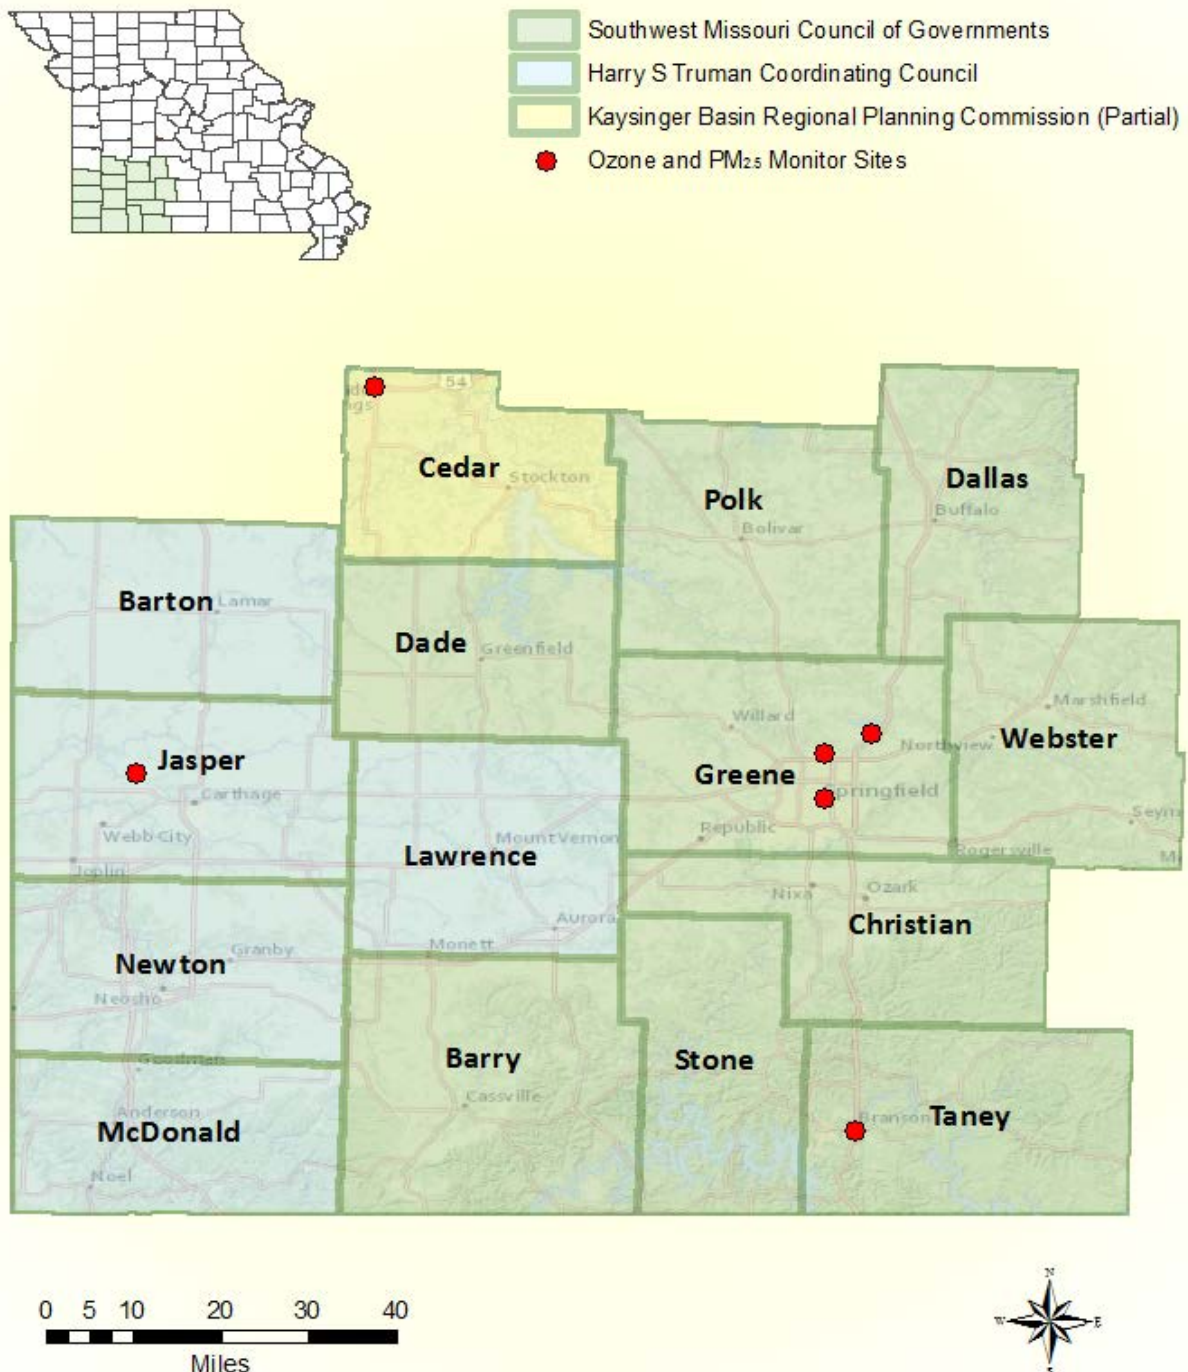 Southwest Missouri Council of Governments
Harry S Truman Coordinating Council
Kaysinger Basin Regional Planning Commission (Partial)
Ozone and PM2.5 Monitor Sites
54
Cedar
Stockton
Polk
Bolivar
Dallas
Buffalo
Barton
Lamar
Dade
Greenfield
Willard
Marshfield
Northview
Webster
Jasper
Carthage
Webb City
Joplin
Greene
Springfield
Republic
Rogersville
Lawrence
Mount Vernon
Aurora
Monett
Nixa
Ozark
Christian
Newton
Granby
Neosho
Goodman
Barry
Cassville
Stone
Taney
Branson
Anderson
McDonald
Noel
0 5 10 20 30 40
Miles
N
W E